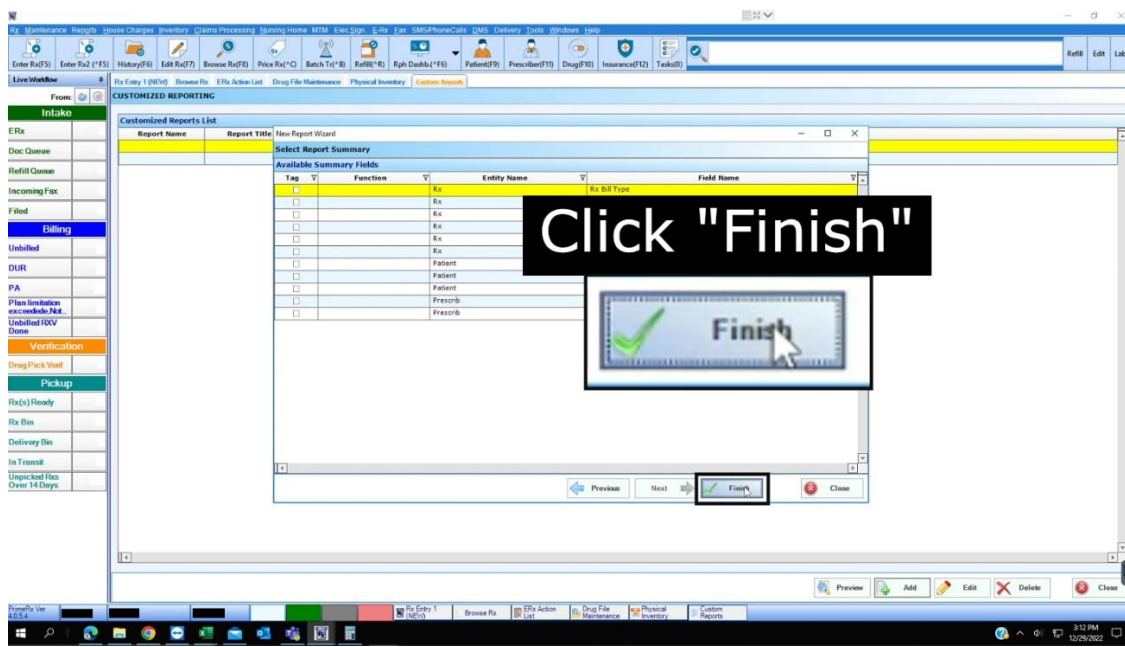 Rx Maintenance Reports House Charges Inventory Claims Processing Nursing Home MTM Elec.Sign E-Rx Fax SMS/PhoneCalls DMS Delivery Tools Windows Help
Enter Rx(F5) Enter Rx2 (^F5) History(F6) Edit Rx(F7) Browse Rx(F8) Price Rx(^C) Batch Tr(^B) Refill(^R) Rph Dashb.(^F6) Patient(F9) Prescriber(F11) Drug(F10) Insurance(F12) Tasks(0) Refill Edit Lab
Live Workflow
Rx Entry 1 (NEW) Browse Rx ERx Action List Drug File Maintenance Physical Inventory Custom Reports
From:
CUSTOMIZED REPORTING
Intake
Customized Reports List
ERx
Report Name Report Title
New Report Wizard
Select Report Summary
Doc Queue
Available Summary Fields
Refill Queue
Tag Function Entity Name Field Name
Incoming Fax
Rx Rx Bill Type
Rx
Rx
Filed
Rx
Billing
Rx
Unbilled
Rx
DUR
Patient
PA
Patient
Patient
Plan limitation
exceedede,Not...
Prescrib
Unbilled RXV
Done
Prescrib
Click "Finish"
Finish
Verification
Drug Pick Verif
Pickup
Rx(s) Ready
Rx Bin
Delivery Bin
In Transit
Unpicked Rxs
Over 14 Days
Previous Next Finish Close
Preview Add Edit Delete Close
PrimeRx Ver
4.0.5.4
Rx Entry 1
(NEW)
Browse Rx
ERx Action
List
Drug File
Maintenance
Physical
Inventory
Custom
Reports
3:12 PM
12/29/2022